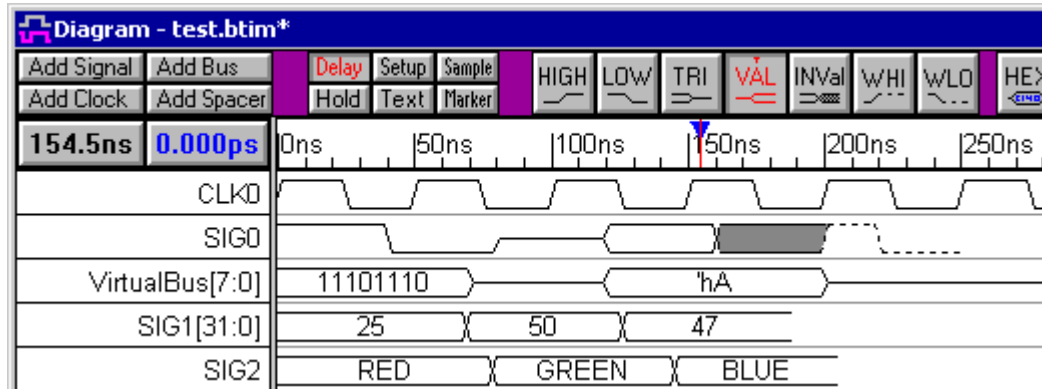 Diagram - test.btim*
Add Signal Add Bus Delay Setup Sample HIGH LOW TRI VAL INVal WHI WLO HEX
Add Clock Add Spacer Hold Text Marker
154.5ns 0.000ps 0ns 50ns 100ns 150ns 200ns 250ns
CLK0
SIG0
VirtualBus[7:0] 11101110 'hA
SIG1[31:0] 25 50 47
SIG2 RED GREEN BLUE